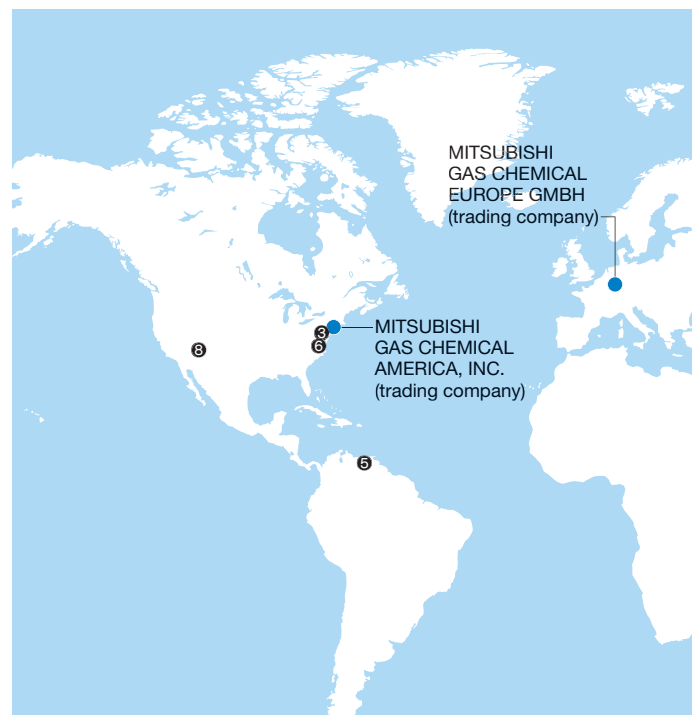 MITSUBISHI
GAS CHEMICAL
EUROPE GMBH
(trading company)
3
6
8
MITSUBISHI
GAS CHEMICAL
AMERICA, INC.
(trading company)
5